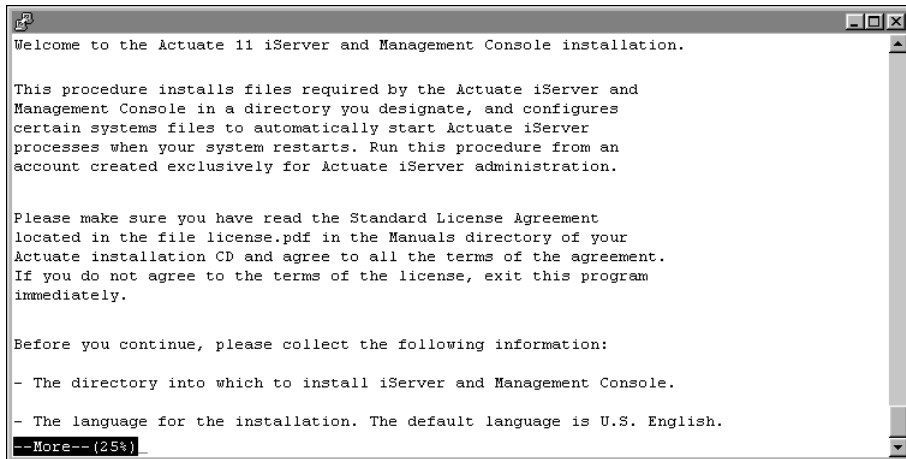 Welcome to the Actuate 11 iServer and Management Console installation.
This procedure installs files required by the Actuate iServer and
Management Console in a directory you designate, and configures
certain systems files to automatically start Actuate iServer
processes when your system restarts. Run this procedure from an
account created exclusively for Actuate iServer administration.
Please make sure you have read the Standard License Agreement
located in the file license.pdf in the Manuals directory of your
Actuate installation CD and agree to all the terms of the agreement.
If you do not agree to the terms of the license, exit this program
immediately.
Before you continue, please collect the following information:
- The directory into which to install iServer and Management Console.
- The language for the installation. The default language is U.S. English.
--More--(25%)_